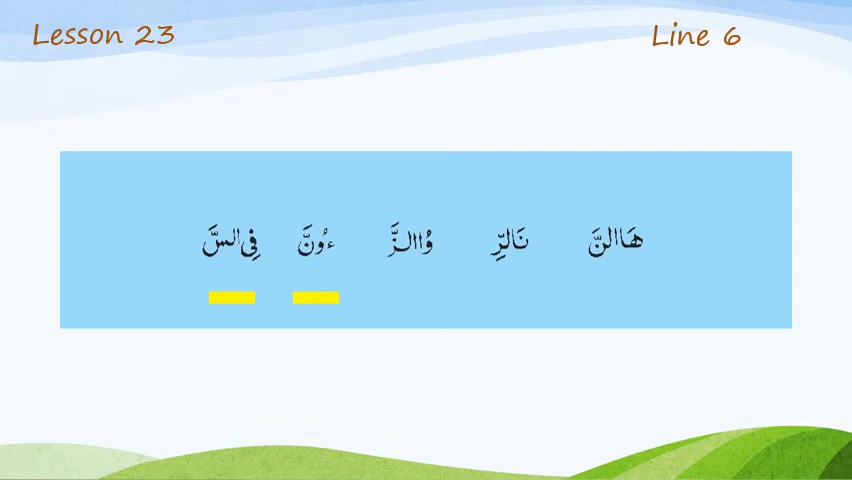 Lesson 23
Line 6
هَاالنَّ نَالرِّ وُاالزَّ ءُونَّ فِى السَّ